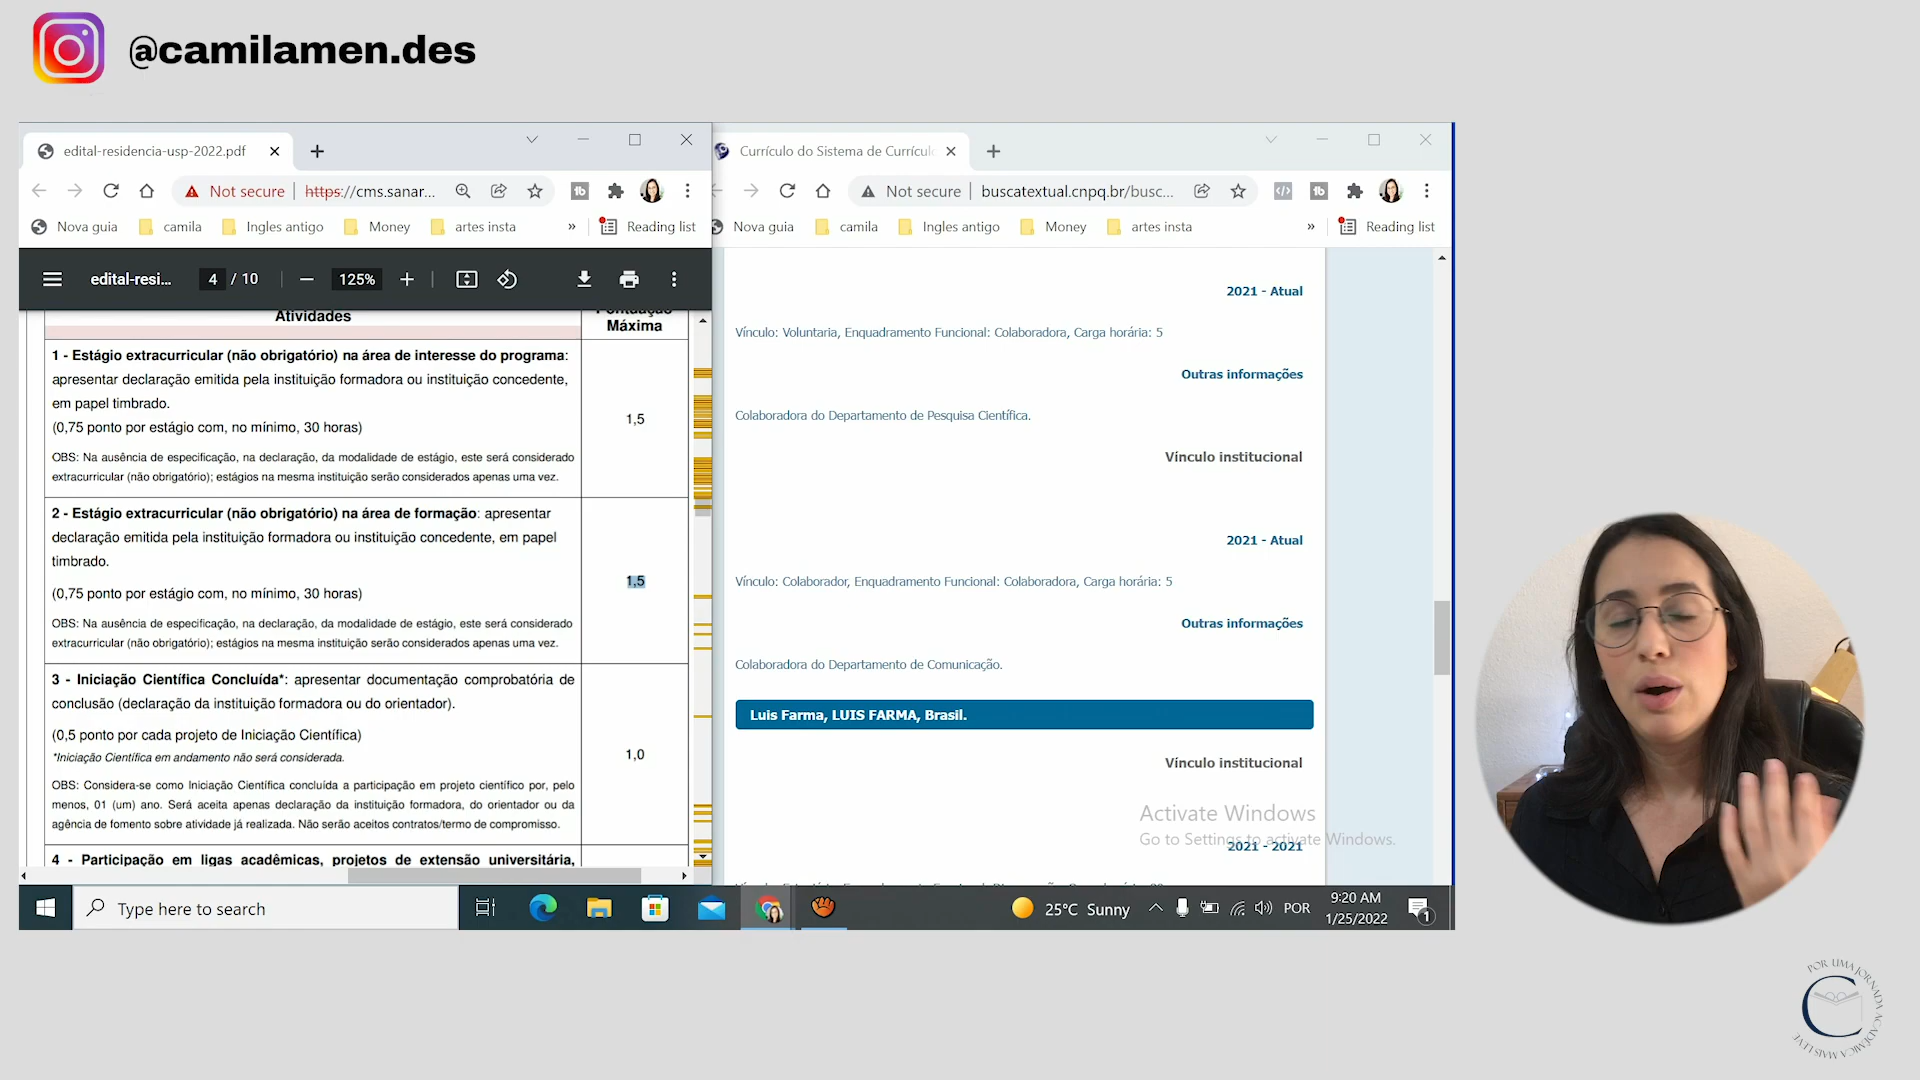 @camilamen.des
edital-residencia-usp-2022.pdf
Not secure | https://cms.sanar...
Nova guia
camila
Ingles antigo
Money
artes insta
»
Reading list
edital-resi...
4 / 10
125%
Atividades
Máxima
1 - Estágio extracurricular (não obrigatório) na área de interesse do programa:
apresentar declaração emitida pela instituição formadora ou instituição concedente,
em papel timbrado.
(0,75 ponto por estágio com, no mínimo, 30 horas)
OBS: Na ausência de especificação, na declaração, da modalidade de estágio, este será considerado
extracurricular (não obrigatório); estágios na mesma instituição serão considerados apenas uma vez.
1,5
2 - Estágio extracurricular (não obrigatório) na área de formação: apresentar
declaração emitida pela instituição formadora ou instituição concedente, em papel
timbrado.
(0,75 ponto por estágio com, no mínimo, 30 horas)
OBS: Na ausência de especificação, na declaração, da modalidade de estágio, este será considerado
extracurricular (não obrigatório); estágios na mesma instituição serão considerados apenas uma vez.
1,5
3 - Iniciação Científica Concluída*: apresentar documentação comprobatória de
conclusão (declaração da instituição formadora ou do orientador).
(0,5 ponto por cada projeto de Iniciação Científica)
*Iniciação Científica em andamento não será considerada.
OBS: Considera-se como Iniciação Científica concluída a participação em projeto científico por, pelo
menos, 01 (um) ano. Será aceita apenas declaração da instituição formadora, do orientador ou da
agência de fomento sobre atividade já realizada. Não serão aceitos contratos/termo de compromisso.
1,0
4 - Participação em ligas acadêmicas, projetos de extensão universitária,
Currículo do Sistema de Currícul
Not secure | buscatextual.cnpq.br/busc...
Nova guia
camila
Ingles antigo
Money
artes insta
»
Reading list
2021 - Atual
Vínculo: Voluntaria, Enquadramento Funcional: Colaboradora, Carga horária: 5
Outras informações
Colaboradora do Departamento de Pesquisa Científica.
Vínculo institucional
2021 - Atual
Vínculo: Colaborador, Enquadramento Funcional: Colaboradora, Carga horária: 5
Outras informações
Colaboradora do Departamento de Comunicação.
Luis Farma, LUIS FARMA, Brasil.
Vínculo institucional
Activate Windows
Go to Settings to activate Windows.
2021 - 2021
Type here to search
25°C Sunny
POR
9:20 AM
1/25/2022
1
POR UMA JORNADA ACADÊMICA MAIS LEVE
C